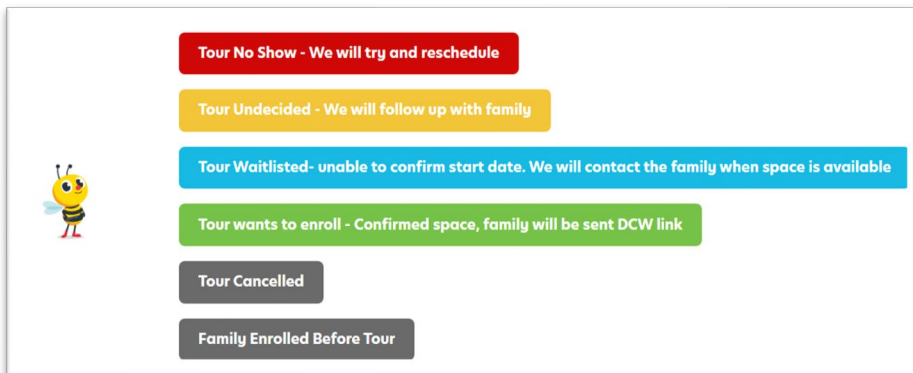 Tour No Show - We will try and reschedule
Tour Undecided - We will follow up with family
Tour Waitlisted- unable to confirm start date. We will contact the family when space is available
Tour wants to enroll - Confirmed space, family will be sent DCW link
Tour Cancelled
Family Enrolled Before Tour